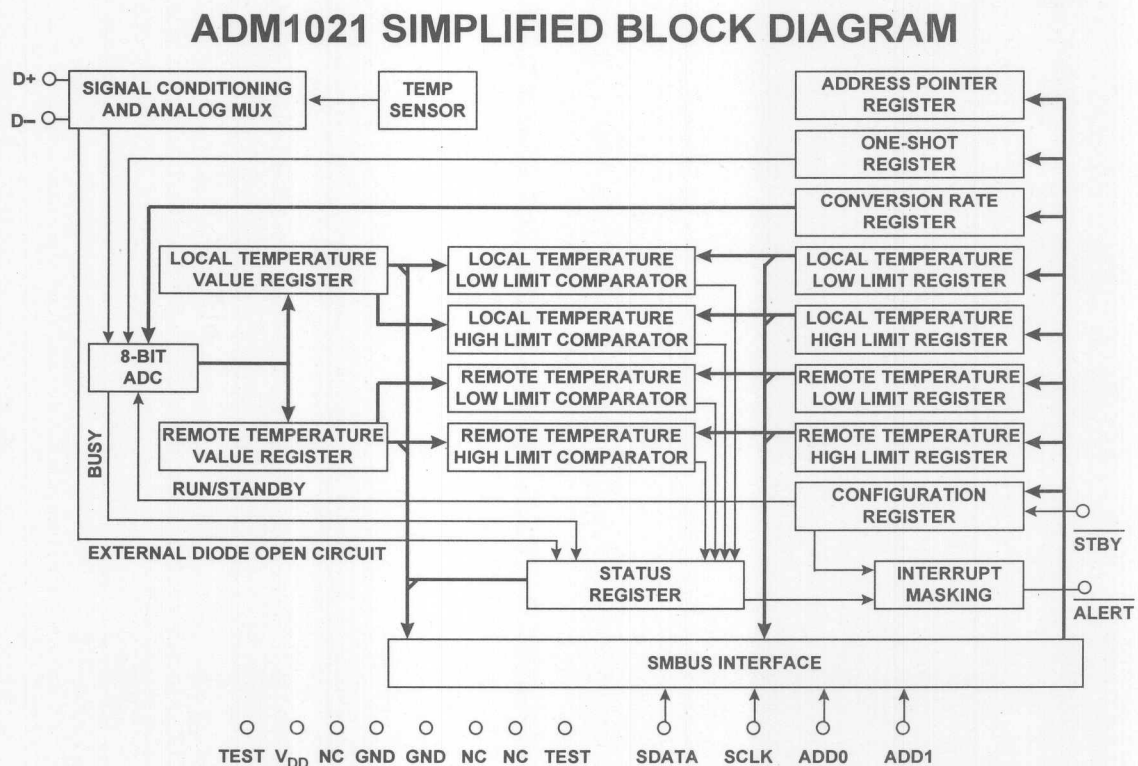 ADM1021 SIMPLIFIED BLOCK DIAGRAM
D+
D–
SIGNAL CONDITIONING
AND ANALOG MUX
TEMP
SENSOR
ADDRESS POINTER
REGISTER
ONE-SHOT
REGISTER
CONVERSION RATE
REGISTER
LOCAL TEMPERATURE
VALUE REGISTER
LOCAL TEMPERATURE
LOW LIMIT COMPARATOR
LOCAL TEMPERATURE
LOW LIMIT REGISTER
LOCAL TEMPERATURE
HIGH LIMIT COMPARATOR
LOCAL TEMPERATURE
HIGH LIMIT REGISTER
8-BIT
ADC
REMOTE TEMPERATURE
LOW LIMIT COMPARATOR
REMOTE TEMPERATURE
LOW LIMIT REGISTER
BUSY
REMOTE TEMPERATURE
VALUE REGISTER
REMOTE TEMPERATURE
HIGH LIMIT COMPARATOR
REMOTE TEMPERATURE
HIGH LIMIT REGISTER
RUN/STANDBY
CONFIGURATION
REGISTER
STBY
EXTERNAL DIODE OPEN CIRCUIT
STATUS
REGISTER
INTERRUPT
MASKING
ALERT
SMBUS INTERFACE
TEST VDD NC GND GND NC NC TEST SDATA SCLK ADD0 ADD1